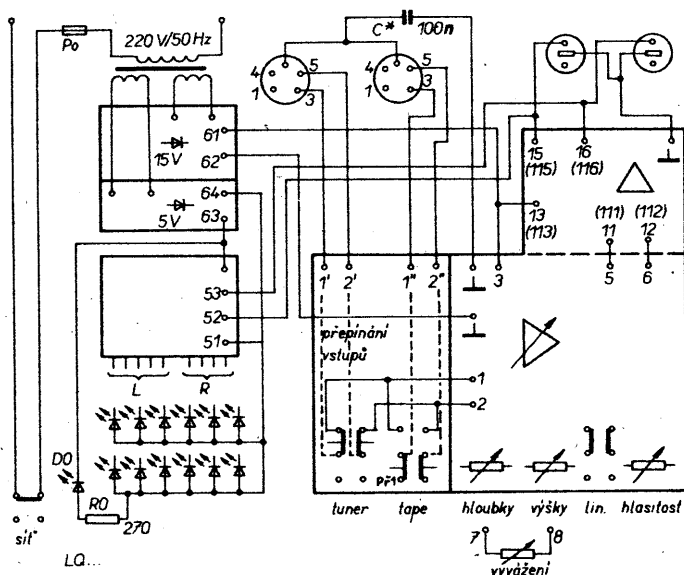 C* 100n
Po 220 V/50 Hz
4 5 5
1 3 4 3
1
61
15 V 62
64
5 V
63
15 16
(115) (116)
13 (111) (112)
(113) 11 12
1' 2' 1" 2" 3 5 6
53
52
51
přepínání
vstupů
L R
1
2
D0
R0 270
Př1
síť
tuner tape hloubky výšky lin. hlasitost
7 8
LQ...
vyvážení